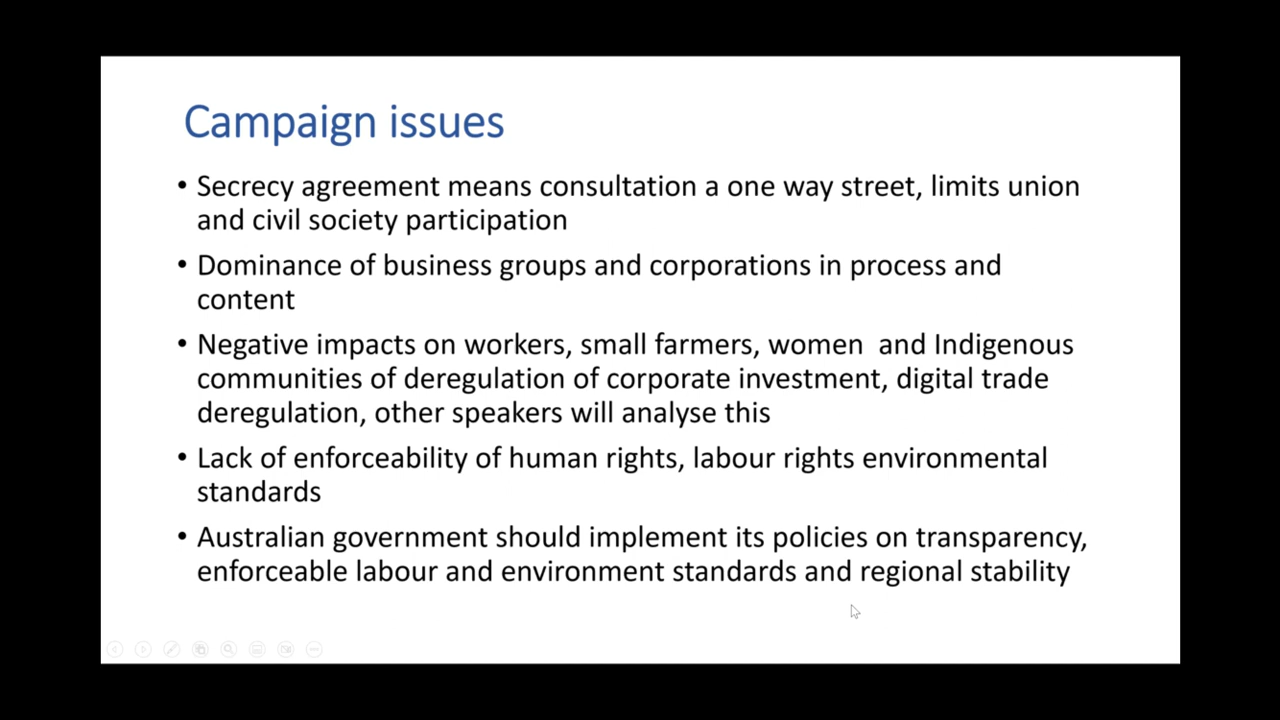 Campaign issues
• Secrecy agreement means consultation a one way street, limits union
and civil society participation
• Dominance of business groups and corporations in process and
content
• Negative impacts on workers, small farmers, women  and Indigenous
communities of deregulation of corporate investment, digital trade
deregulation, other speakers will analyse this
• Lack of enforceability of human rights, labour rights environmental
standards
• Australian government should implement its policies on transparency,
enforceable labour and environment standards and regional stability